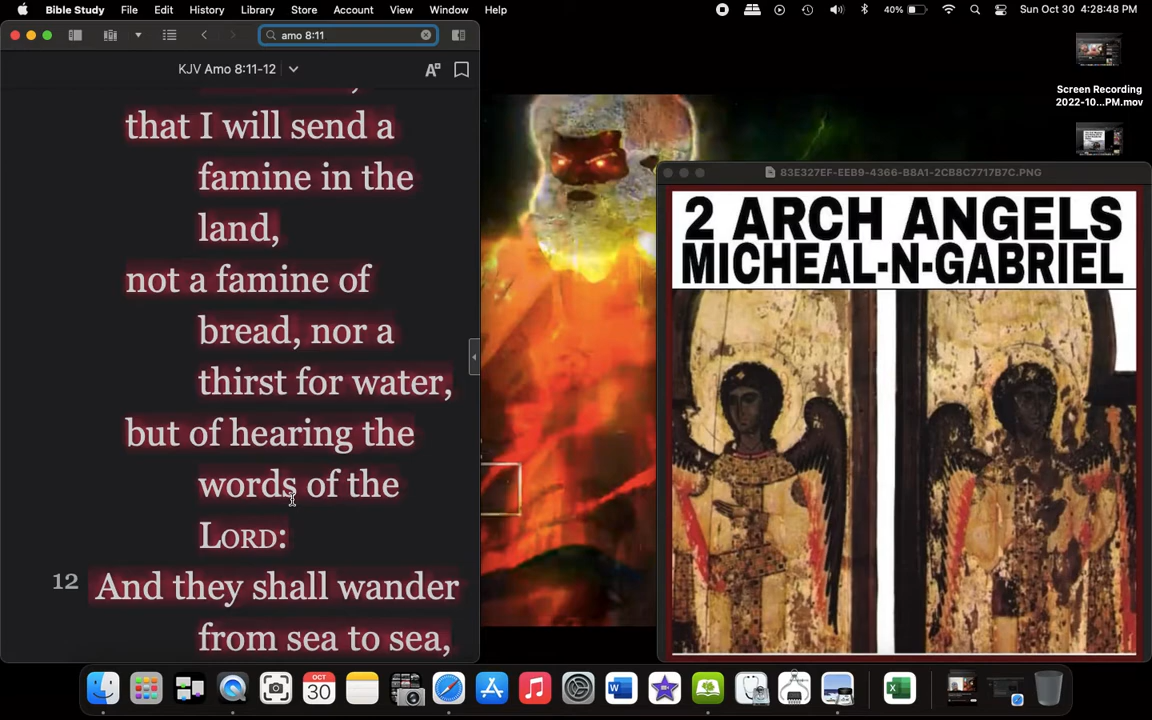 Bible Study File Edit History Library Store Account View Window Help
40% Sun Oct 30 4:28:48 PM
amo 8:11
KJV Amo 8:11-12
that I will send a
famine in the
land,
not a famine of
bread, nor a
thirst for water,
but of hearing the
words of the
LORD:
12 And they shall wander
from sea to sea,
Screen Recording
2022-10...PM.mov
83E327EF-EEB9-4366-B8A1-2CB8C7717B7C.PNG
2 ARCH ANGELS
MICHEAL-N-GABRIEL
OCT
30